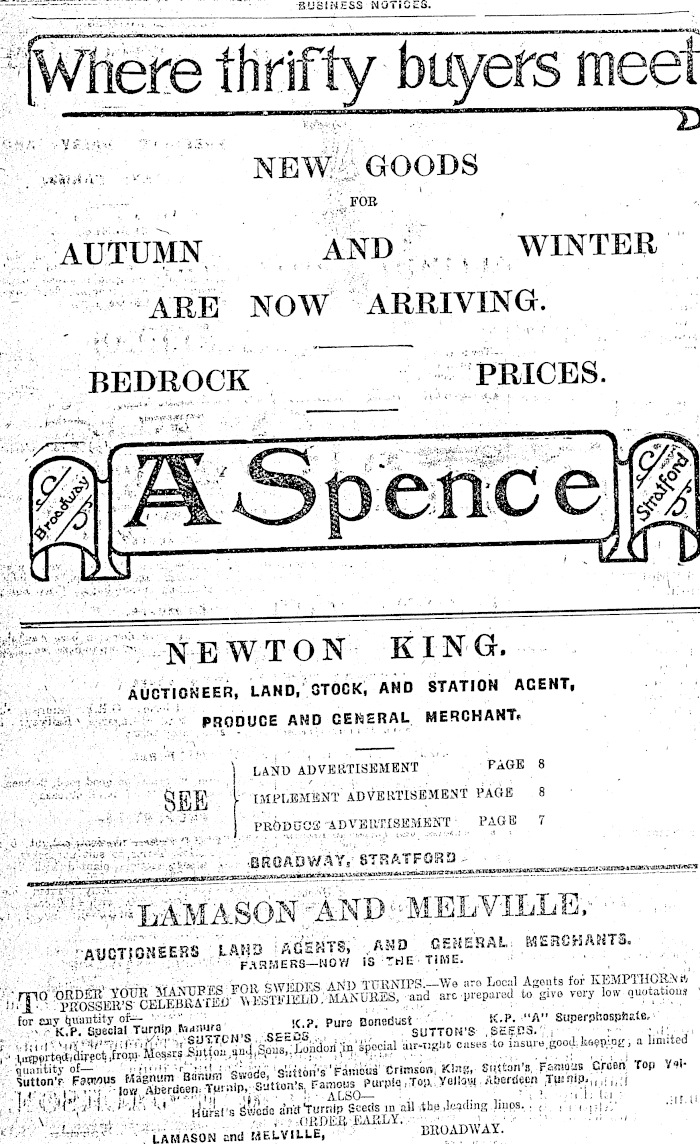 BUSINESS NOTICES.
Where thrifty buyers meet
NEW GOODS
FOR
AUTUMN AND WINTER
ARE NOW ARRIVING.
BEDROCK PRICES.
Broadway A Spence Stratford
NEWTON KING.
AUCTIONEER, LAND, STOCK, AND STATION AGENT,
PRODUCE AND GENERAL MERCHANT.
SEE
LAND ADVERTISEMENT PAGE 8
IMPLEMENT ADVERTISEMENT PAGE 8
PRODUCE ADVERTISEMENT PAGE 7
BROADWAY, STRATFORD
LAMASON AND MELVILLE,
AUCTIONEERS LAND AGENTS, AND GENERAL MERCHANTS.
FARMERS—NOW IS THE TIME.
TO ORDER YOUR MANURES FOR SWEDES AND TURNIPS.—We are Local Agents for KEMPTHORNE
PROSSER'S CELEBRATED WESTFIELD MANURES, and are prepared to give very low quotations
for any quantity of—
K.P. Special Turnip Manure K.P. Pure Bonedust K.P. "A" Superphosphate.
SUTTON'S SEEDS SUTTON'S SEEDS.
Imported direct from Messrs Sutton and Sons, London in special air-tight cases to insure good keeping, a limited
quantity of—
Sutton's Famous Magnum Bonum Swede, Sutton's Famous Crimson King, Sutton's Famous Green Top Yel-
low Aberdeen Turnip, Sutton's Famous Purple Top Yellow Aberdeen Turnip,
ALSO—
Hurst's Swede and Turnip Seeds in all the leading lines.
ORDER EARLY.
LAMASON and MELVILLE, BROADWAY.